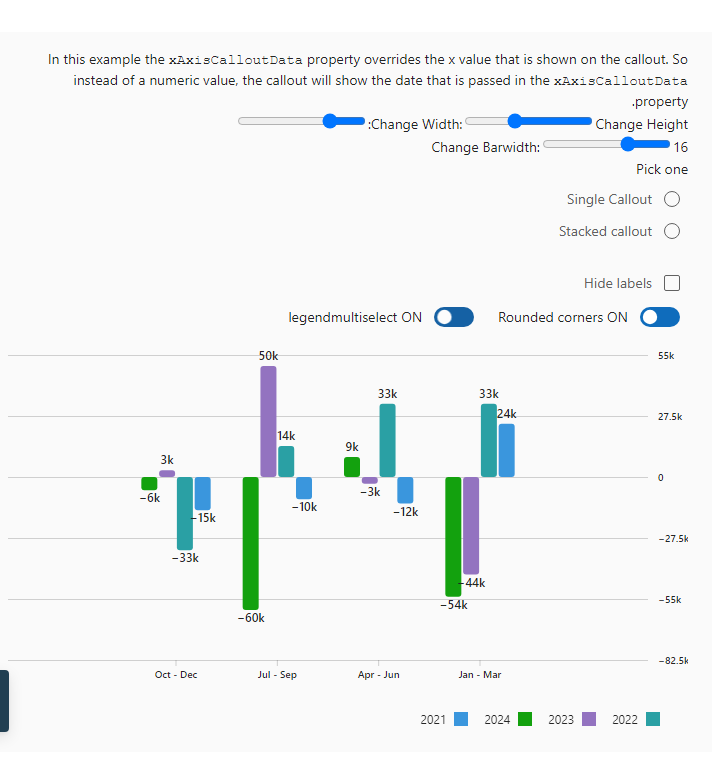 In this example the xAxisCalloutData property overrides the x value that is shown on the callout. So
instead of a numeric value, the callout will show the date that is passed in the xAxisCalloutData
.property
:Change Width: Change Height
Change Barwidth: 16
Pick one
Single Callout
Stacked callout
Hide labels
legendmultiselect ON Rounded corners ON
50k 55k
33k 33k
24k 27.5k
14k
9k
3k
0
−6k −3k
−10k −12k
−15k
−27.5k
−33k
−44k
−54k −55k
−60k
−82.5k
Oct - Dec Jul - Sep Apr - Jun Jan - Mar
2021 2024 2023 2022